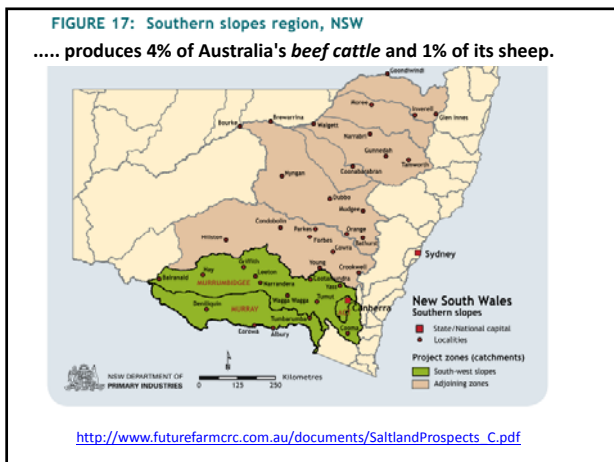 FIGURE 17: Southern slopes region, NSW
..... produces 4% of Australia's beef cattle and 1% of its sheep.
Goondiwindi
Moree
Inverell
Glen Innes
Brewarrina
Bourke
Walgett
Narrabri
Gunnedah
Tamworth
Coonabarabran
Nyngan
Dubbo
Mudgee
Condobolin
Parkes
Orange
Bathurst
Forbes
Cowra
Sydney
Young
Crookwell
Griffith
Hay
Leeton
Cootamundra
Balranald
Narrandera
Yass
MURRUMBIDGEE
Wagga Wagga
Tumut
Canberra
Deniliquin
MURRAY
Tumbarumba
Cooma
Corowa
Albury
New South Wales
Southern slopes
State/National capital
Localities
Project zones (catchments)
South-west slopes
Adjoining zones
N
NSW DEPARTMENT OF
PRIMARY INDUSTRIES
0 125 250 Kilometres
http://www.futurefarmcrc.com.au/documents/SaltlandProspects_C.pdf